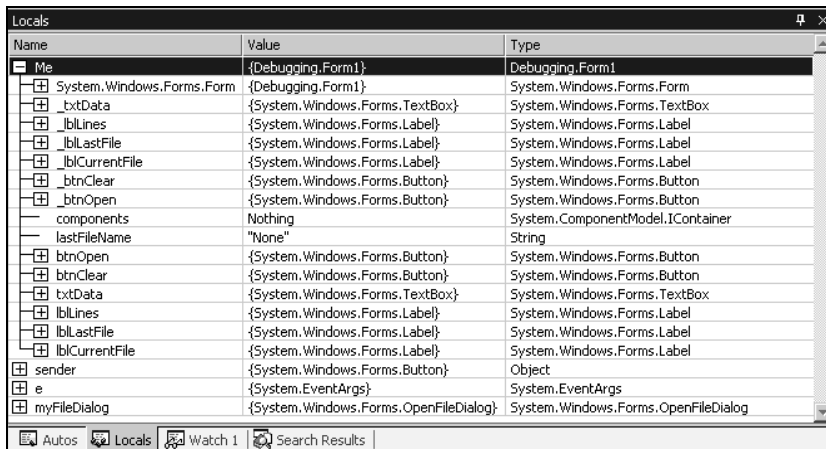 Locals
Name Value Type
Me {Debugging.Form1} Debugging.Form1
System.Windows.Forms.Form {Debugging.Form1} System.Windows.Forms.Form
_txtData {System.Windows.Forms.TextBox} System.Windows.Forms.TextBox
_lblLines {System.Windows.Forms.Label} System.Windows.Forms.Label
_lblLastFile {System.Windows.Forms.Label} System.Windows.Forms.Label
_lblCurrentFile {System.Windows.Forms.Label} System.Windows.Forms.Label
_btnClear {System.Windows.Forms.Button} System.Windows.Forms.Button
_btnOpen {System.Windows.Forms.Button} System.Windows.Forms.Button
components Nothing System.ComponentModel.IContainer
lastFileName "None" String
btnOpen {System.Windows.Forms.Button} System.Windows.Forms.Button
btnClear {System.Windows.Forms.Button} System.Windows.Forms.Button
txtData {System.Windows.Forms.TextBox} System.Windows.Forms.TextBox
lblLines {System.Windows.Forms.Label} System.Windows.Forms.Label
lblLastFile {System.Windows.Forms.Label} System.Windows.Forms.Label
lblCurrentFile {System.Windows.Forms.Label} System.Windows.Forms.Label
sender {System.Windows.Forms.Button} Object
e {System.EventArgs} System.EventArgs
myFileDialog {System.Windows.Forms.OpenFileDialog} System.Windows.Forms.OpenFileDialog
Autos Locals Watch 1 Search Results